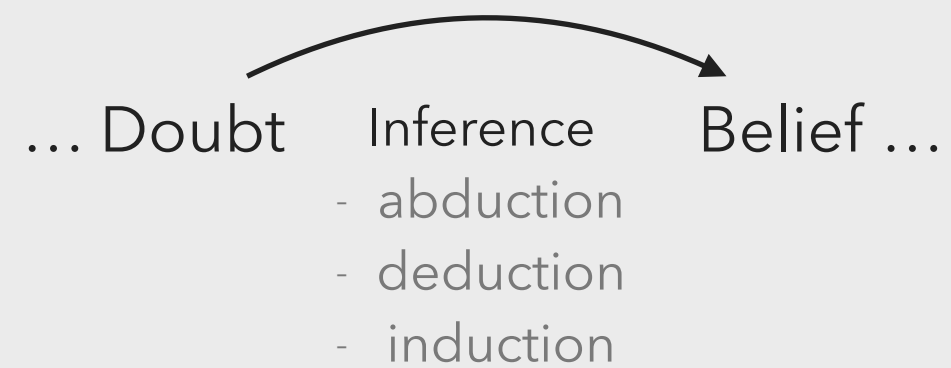 … Doubt Inference Belief …
- abduction
- deduction
- induction